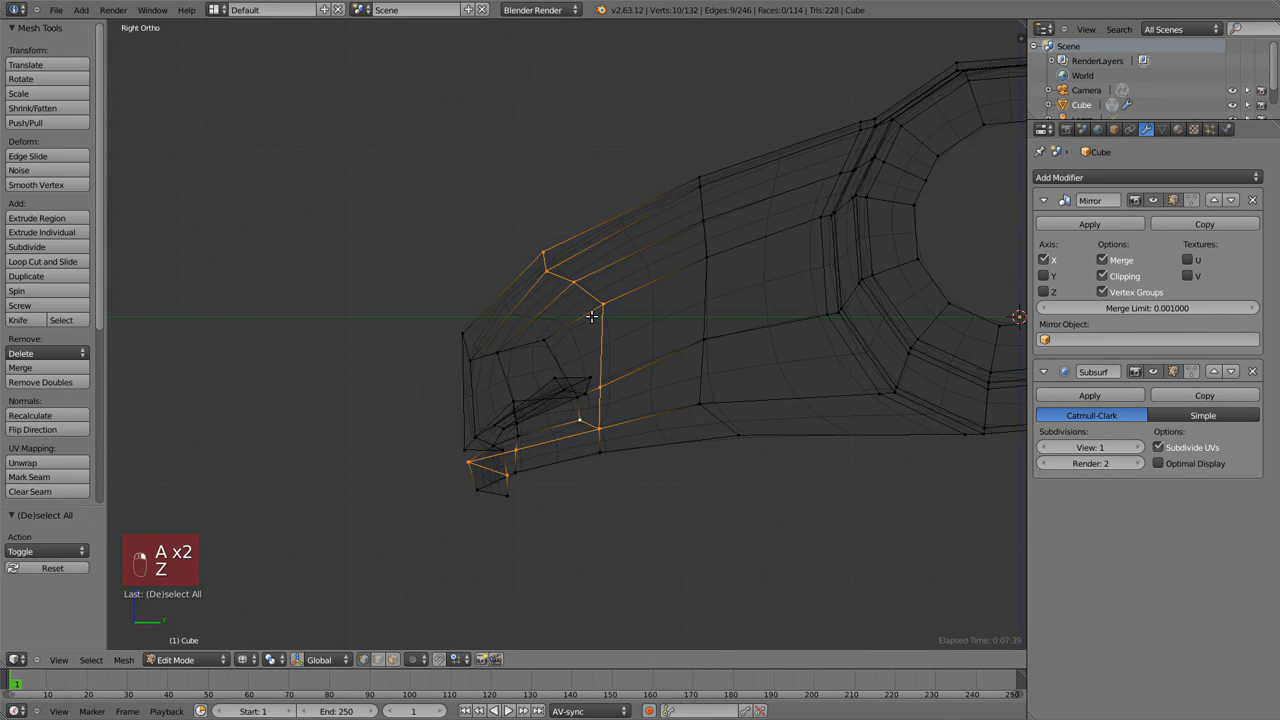 File Add Render Help Default Scene Blender Render v2.63.12 | Verts:10/132 | Edges:9/246 | Faces:0/114 | Tris:228 | Cube
Right Ortho
Mesh Tools
Transform:
Translate
Rotate
Scale
Shrink/Fatten
Push/Pull
Deform:
Edge Slide
Noise
Smooth Vertex
Add:
Extrude Region
Extrude Individual
Subdivide
Loop Cut and Slide
Duplicate
Spin
Screw
Knife Select
Remove:
Delete
Merge
Remove Doubles
Normals:
Recalculate
Flip Direction
UV Mapping:
Unwrap
Mark Seam
Clear Seam
(De)select All
Action
Toggle
Reset
A x2
Z
Last: (De)select All
z
y
(1) Cube
Elapsed Time: 0:07:39
View Search All Scenes
Scene
RenderLayers
World
Camera
Cube
Cube
Add Modifier
Mirror
Apply Copy
Axis: Options: Textures:
X Merge U
Y Clipping V
Z Vertex Groups
Merge Limit: 0.001000
Mirror Object:
Subsurf
Apply Copy
Catmull-Clark Simple
Subdivisions: Options:
View: 1 Subdivide UVs
Render: 2 Optimal Display
View Select Mesh Edit Mode Global
1
10 20 30 40 50 60 70 80 90 100 110 120 130 140 150 160 170 180 190 200 210 220 230 240 250
View Marker Frame Playback Start: 1 End: 250 1 AV-sync